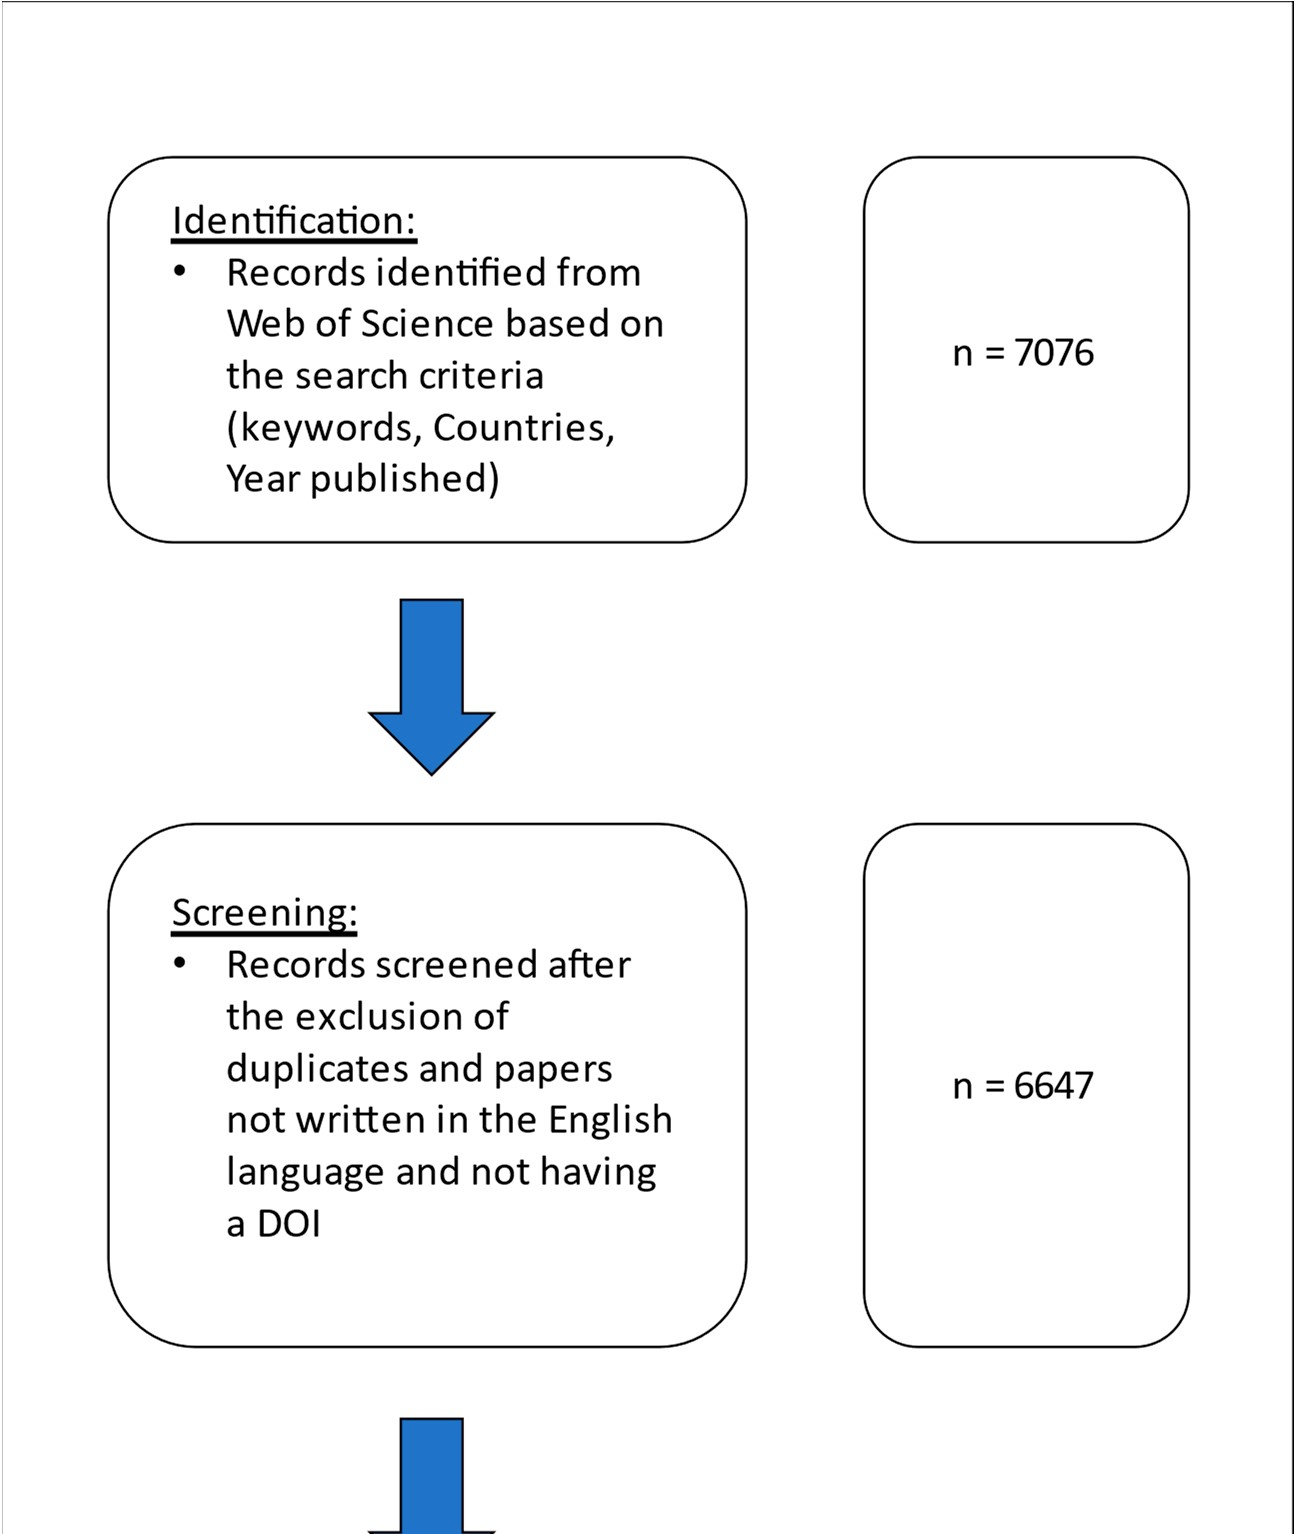 Identification:
• Records identified from
Web of Science based on
the search criteria
(keywords, Countries,
Year published)
n = 7076
Screening:
• Records screened after
the exclusion of
duplicates and papers
not written in the English
language and not having
a DOI
n = 6647